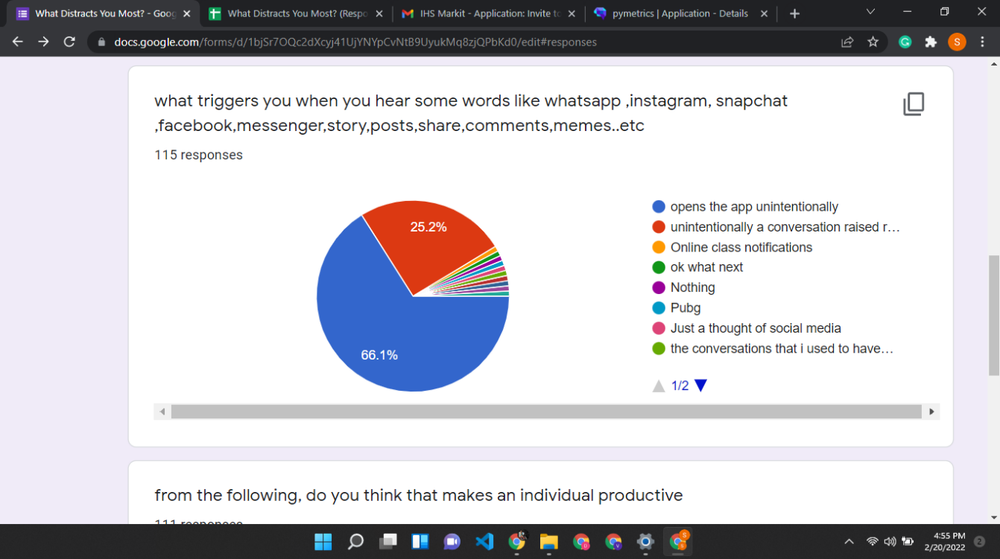 What Distracts You Most? - Goog
What Distracts You Most? (Respo
IHS Markit - Application: Invite to
pymetrics | Application - Details
docs.google.com/forms/d/1bjSr7OQc2dXcyj41UjYNYpCvNtB9UyukMq8zjQPbKd0/edit#responses
S
what triggers you when you hear some words like whatsapp ,instagram, snapchat
,facebook,messenger,story,posts,share,comments,memes..etc
115 responses
25.2%
66.1%
opens the app unintentionally
unintentionally a conversation raised r…
Online class notifications
ok what next
Nothing
Pubg
Just a thought of social media
the conversations that i used to have…
1/2
from the following, do you think that makes an individual productive
111 responses
4:55 PM
2/20/2022
2